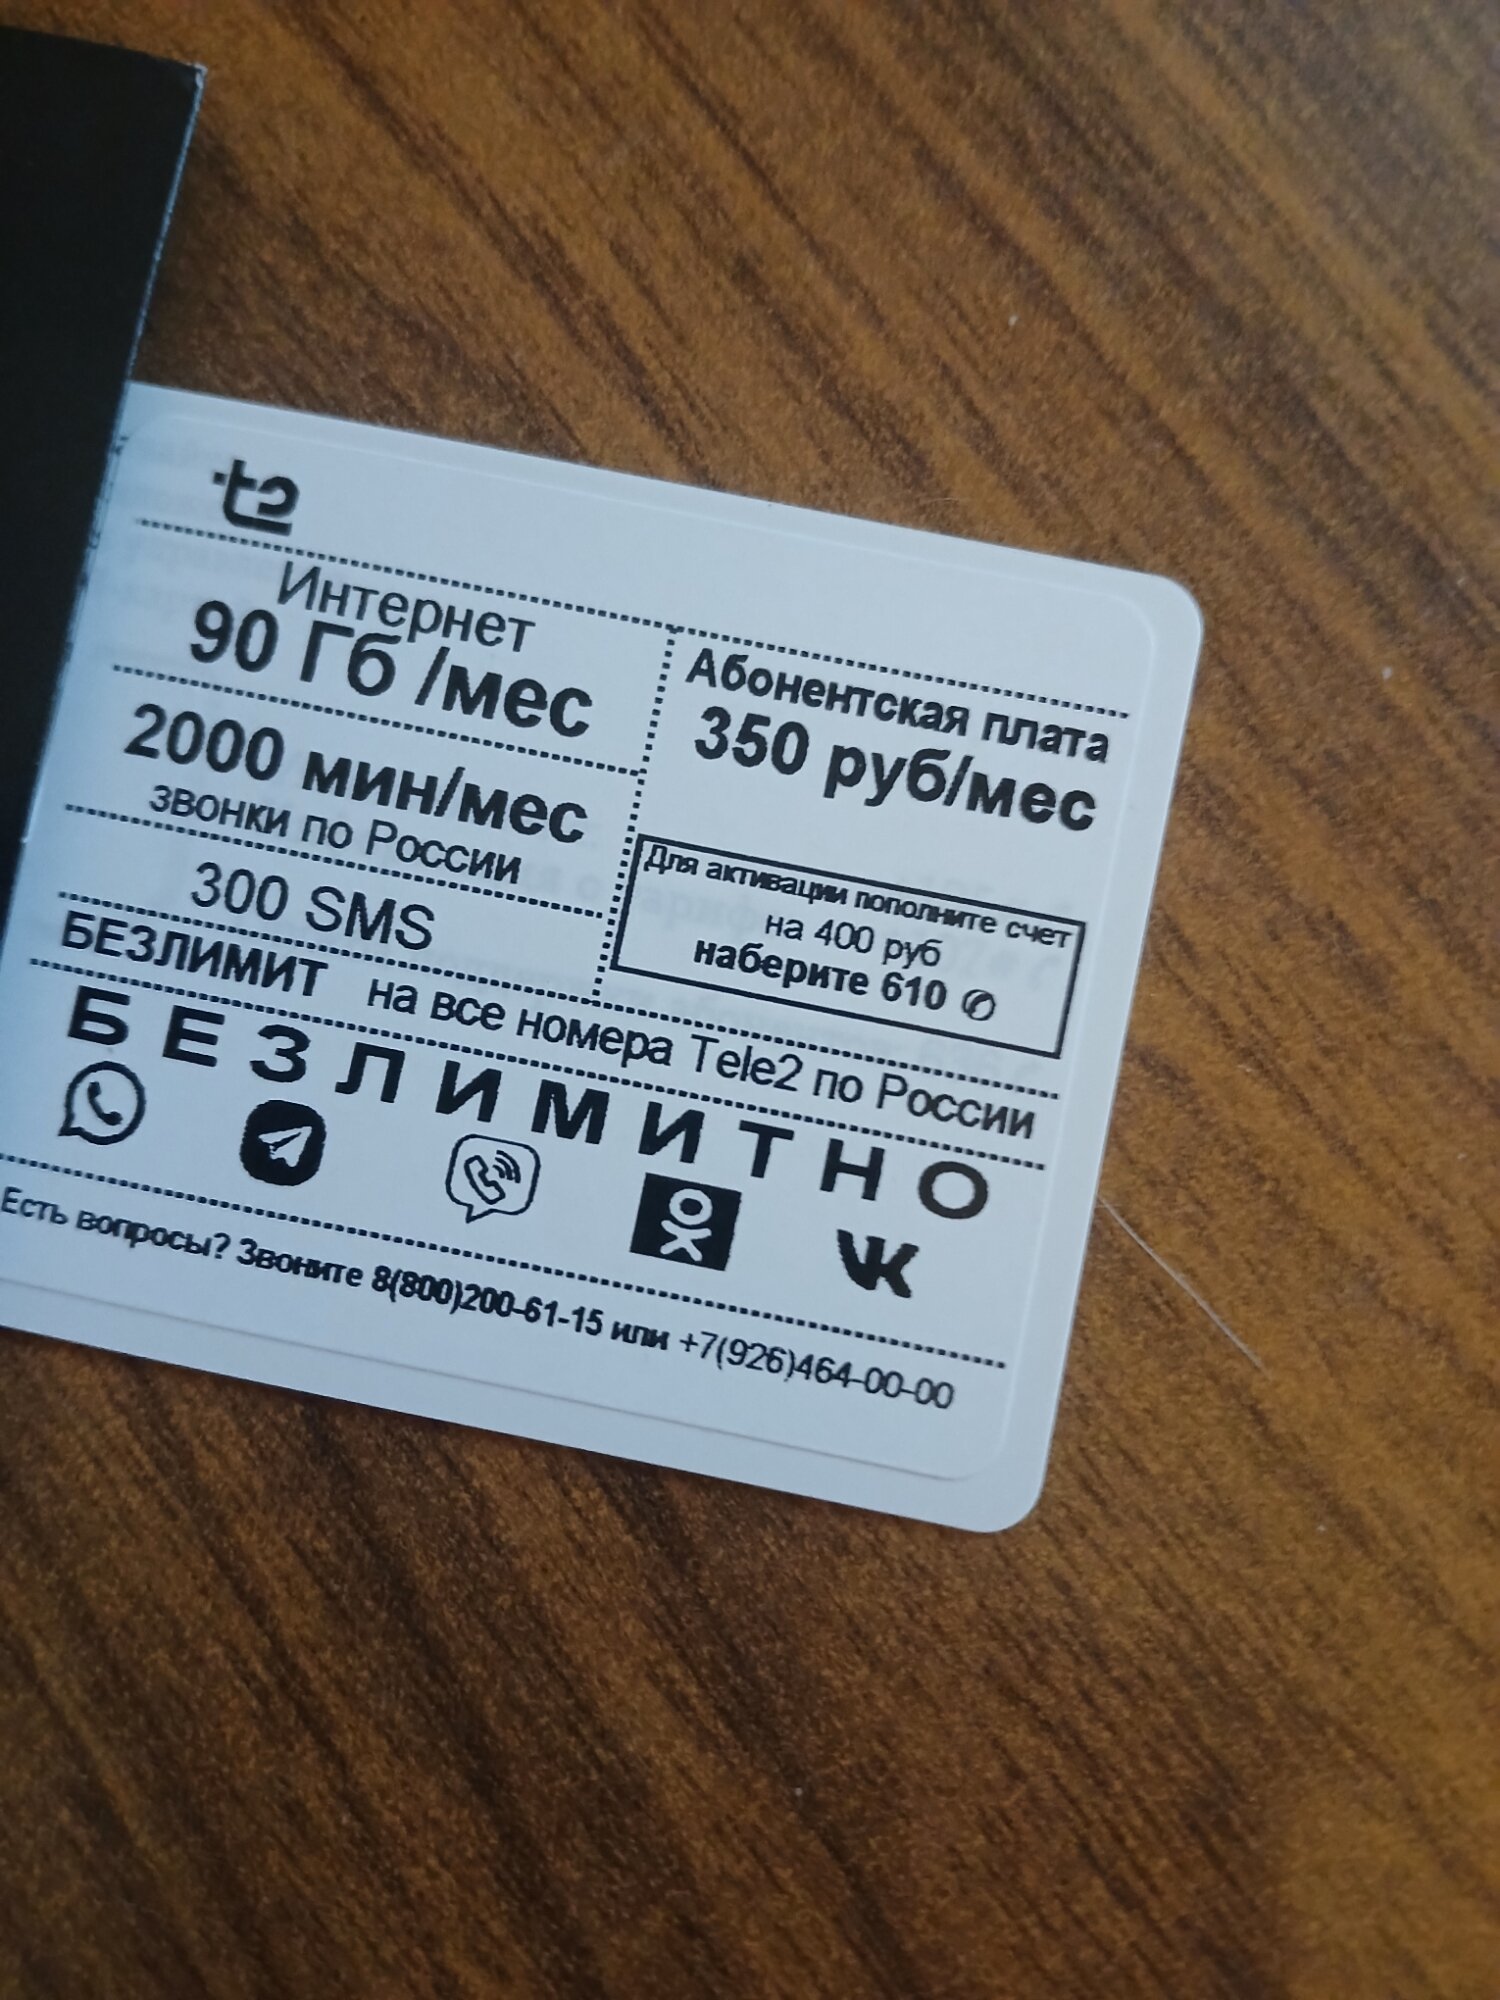 t2
Интернет
90 Гб /мес
2000 мин/мес
звонки по России
300 SMS
Абонентская плата
350 руб/мес
Для активации пополните счет
на 400 руб
наберите 610 ✆
БЕЗЛИМИТ на все номера Tele2 по России
БЕЗЛИМИТНО
Есть вопросы? Звоните 8(800)200-61-15 или +7(926)464-00-00